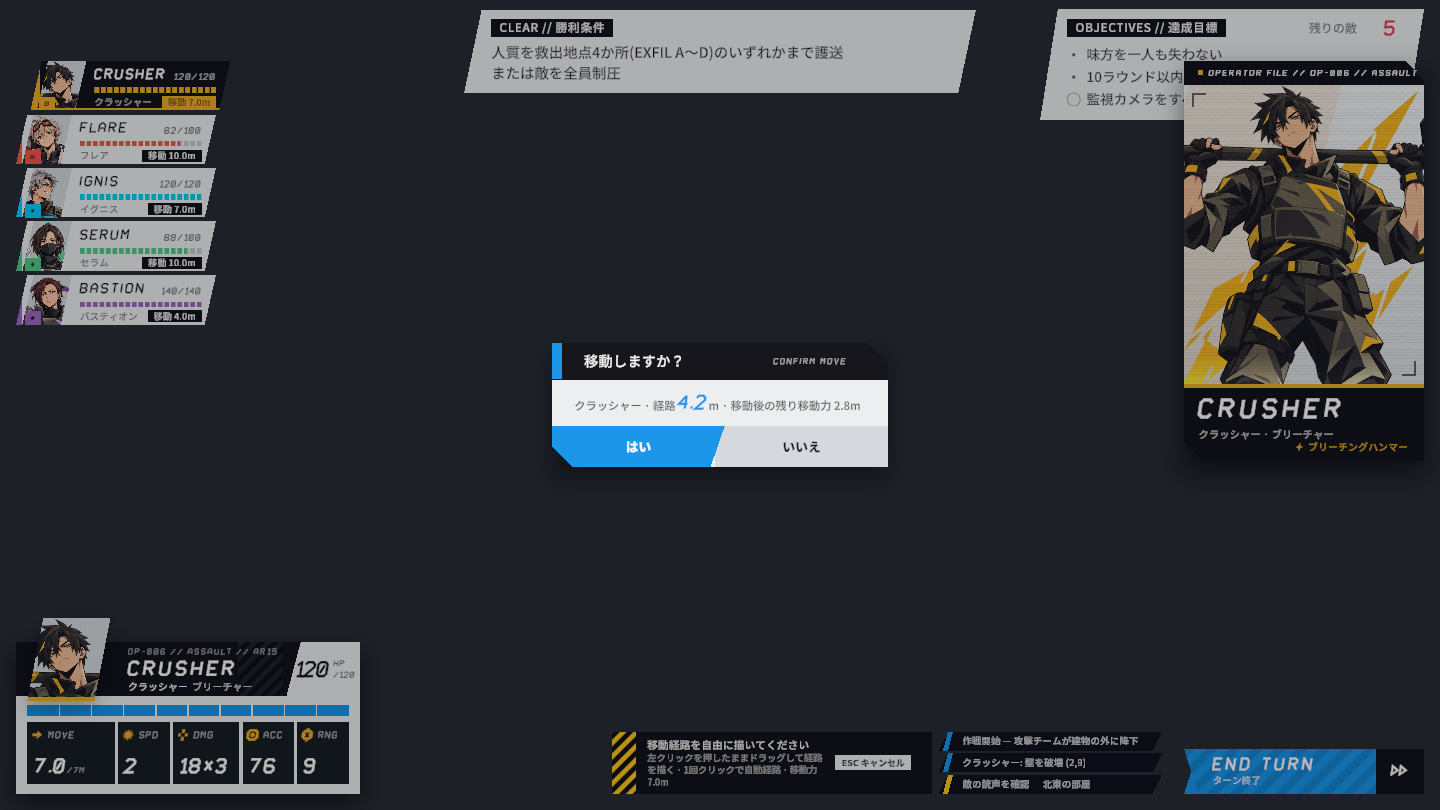 CLEAR // 勝利条件
人質を救出地点4か所(EXFIL A〜D)のいずれかまで護送
または敵を全員制圧
OBJECTIVES // 達成目標
残りの敵 5
・ 味方を一人も失わない
・ 10ラウンド以内
〇 監視カメラをす
CRUSHER 120/120
クラッシャー 移動 7.0m
FLARE 82/100
フレア 移動 10.0m
IGNIS 120/120
イグニス 移動 7.0m
SERUM 88/100
セラム 移動 10.0m
BASTION 140/140
バスティオン 移動 4.0m
OPERATOR FILE // OP-006 // ASSAULT
CRUSHER
クラッシャー・ブリーチャー
ブリーチングハンマー
移動しますか？ CONFIRM MOVE
クラッシャー・経路4.2m・移動後の残り移動力 2.8m
はい いいえ
OP-006 // ASSAULT // AR15
CRUSHER
クラッシャー ブリーチャー
120 HP /120
MOVE SPD DMG ACC RNG
7.0/7M 2 18×3 76 9
移動経路を自由に描いてください
左クリックを押したままドラッグして経路
を描く・1回クリックで自動経路・移動力
7.0m
ESC キャンセル
作戦開始 — 攻撃チームが建物の外に降下
クラッシャー: 壁を破壊 (2,9)
敵の銃声を確認 北東の部屋
END TURN
ターン終了